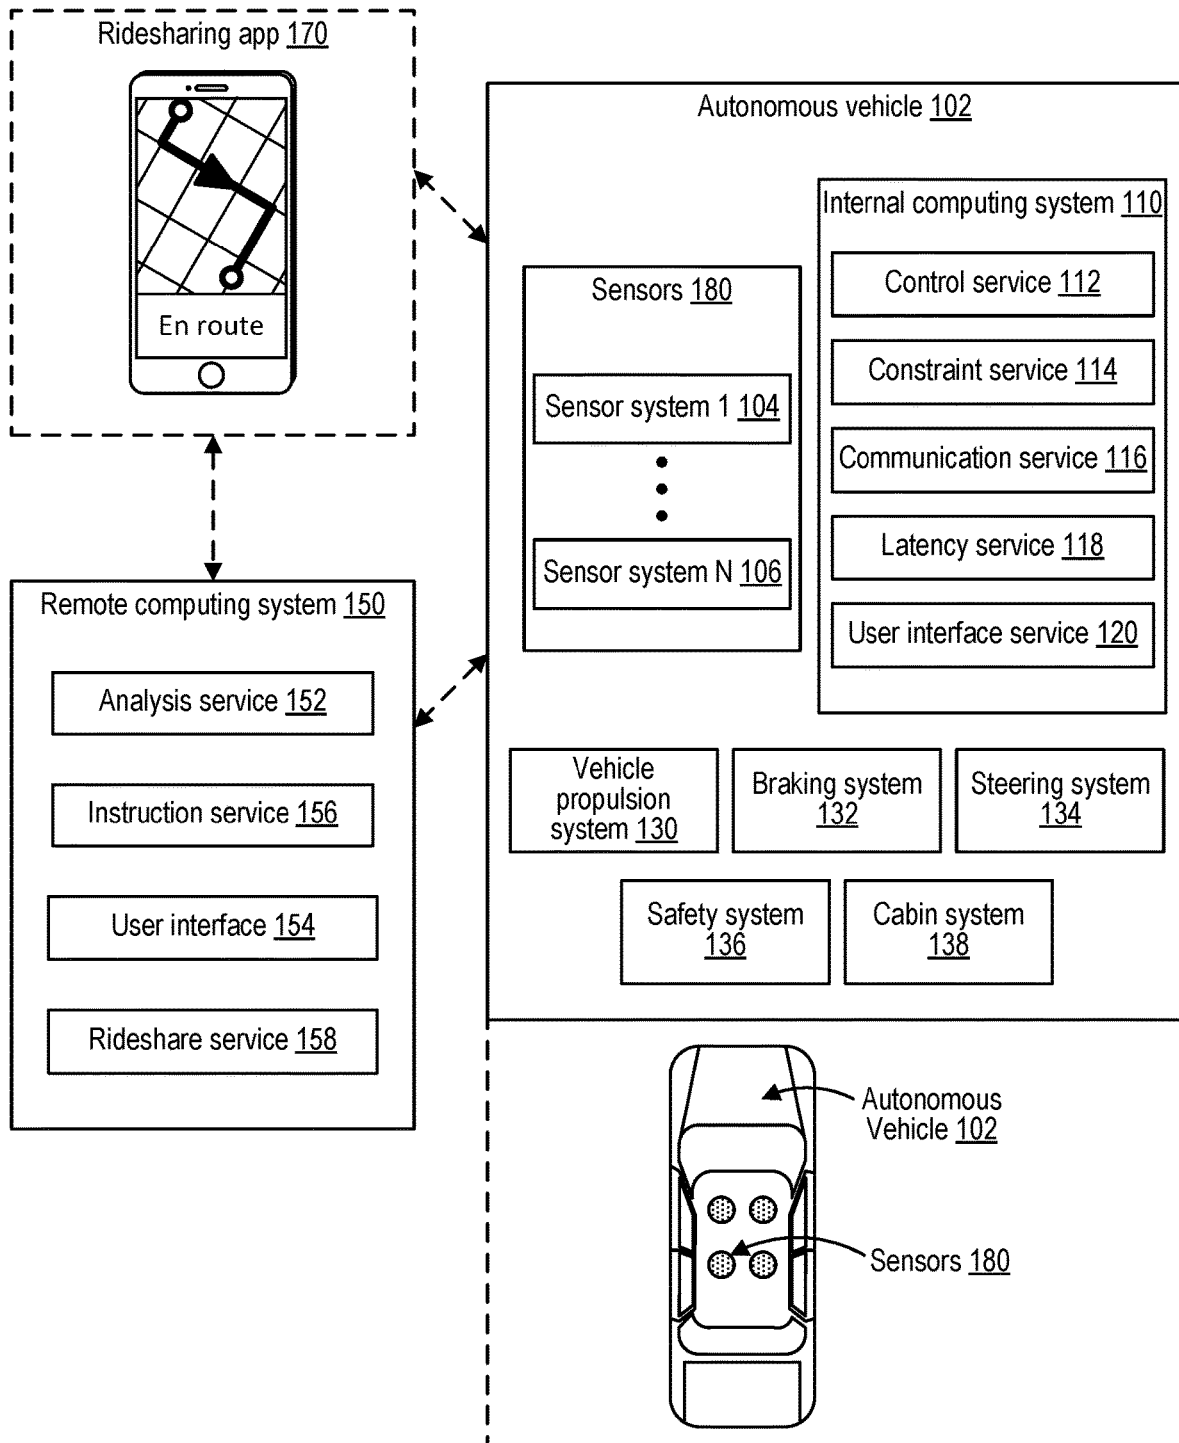 Ridesharing app 170
En route
Autonomous vehicle 102
Internal computing system 110
Control service 112
Constraint service 114
Communication service 116
Latency service 118
User interface service 120
Sensors 180
Sensor system 1 104
Sensor system N 106
Remote computing system 150
Analysis service 152
Instruction service 156
User interface 154
Rideshare service 158
Vehicle
propulsion
system 130
Braking system
132
Steering system
134
Safety system
136
Cabin system
138
Autonomous
Vehicle 102
Sensors 180